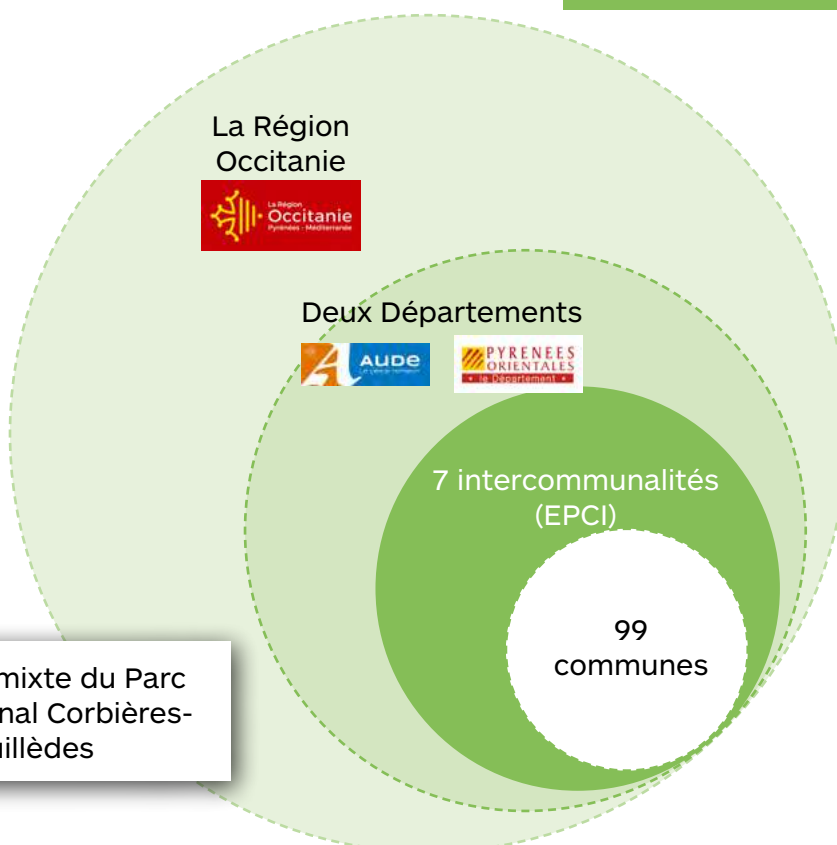 La Région
Occitanie
La Région
Occitanie
Pyrénées - Méditerranée
Deux Départements
AUDE
PYRENEES
ORIENTALES
le Département
7 intercommunalités
(EPCI)
99
communes
mixte du Parc
nal Corbières-
uillèdes